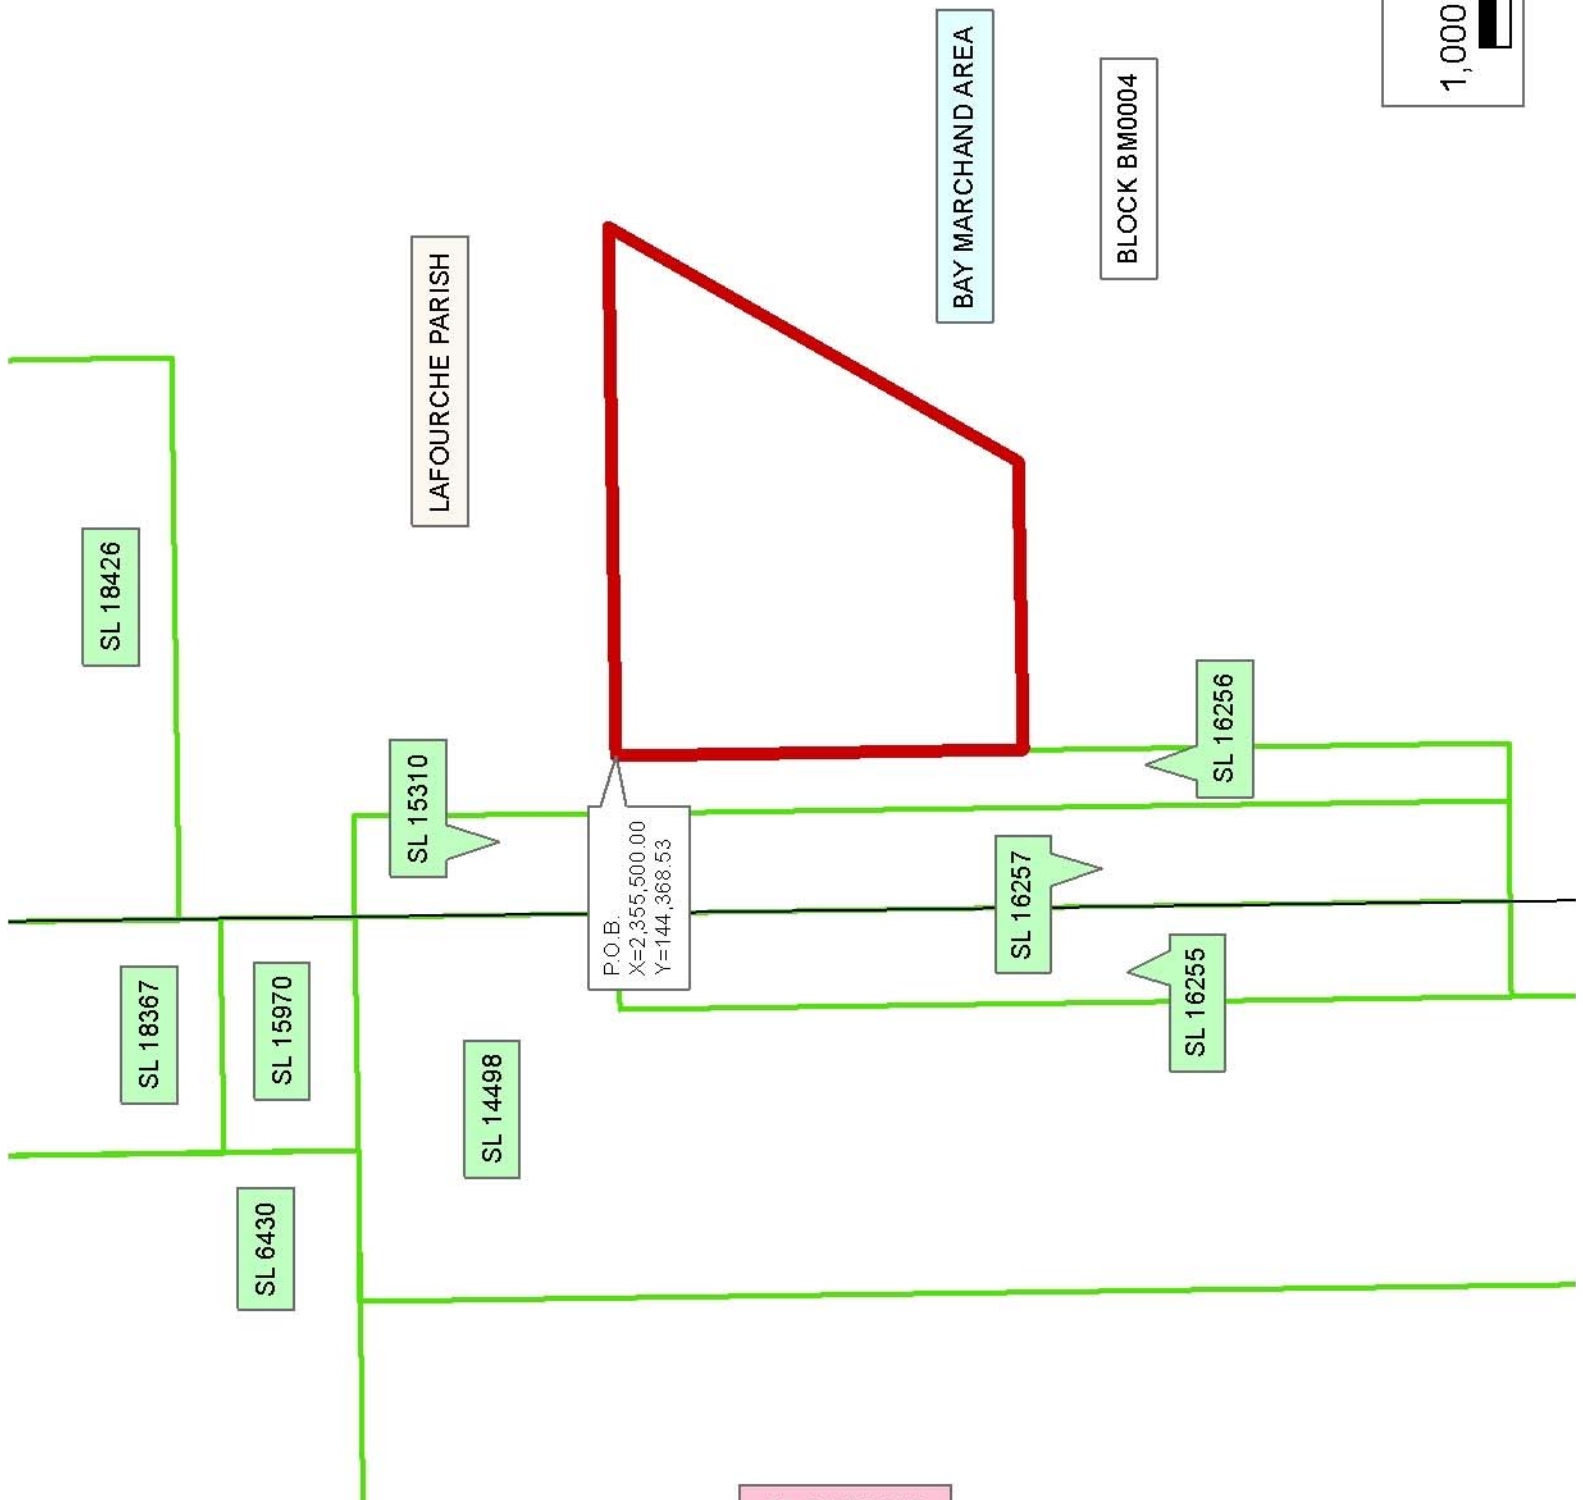 SL 18426
LAFOURCHE PARISH
BAY MARCHAND AREA
BLOCK BM0004
1,000
SL 15310
SL 16256
P.O.B.
X=2,355,500.00
Y=144,368.53
SL 16257
SL 18367
SL 15970
SL 16255
SL 14498
SL 6430